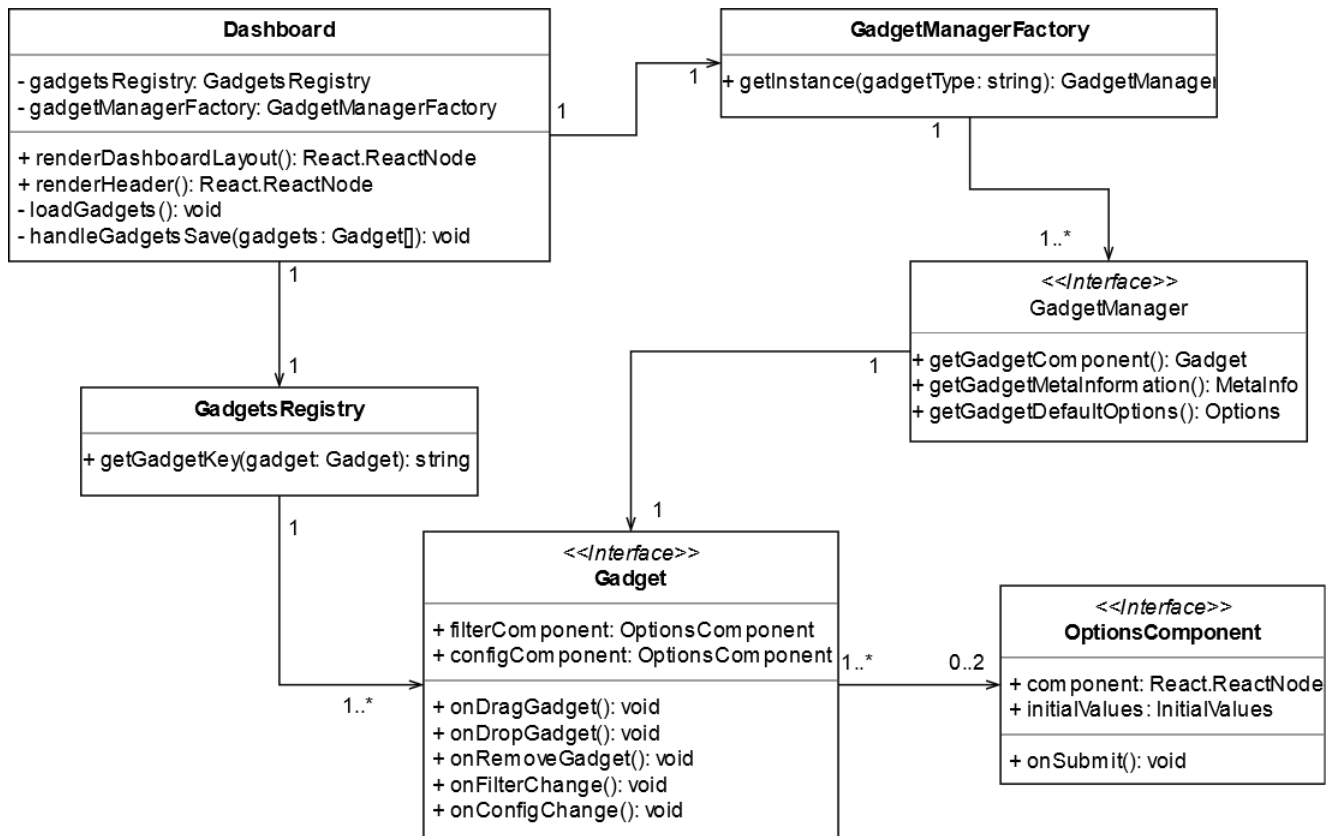 Dashboard
- gadgetsRegistry: GadgetsRegistry
- gadgetManagerFactory: GadgetManagerFactory
+ renderDashboardLayout(): React.ReactNode
+ renderHeader(): React.ReactNode
- loadGadgets(): void
- handleGadgetsSave(gadgets: Gadget[]): void
1
1
GadgetManagerFactory
+ getInstance(gadgetType: string): GadgetManager
1
1..*
<<Interface>>
GadgetManager
+ getGadgetComponent(): Gadget
+ getGadgetMetaInformation(): MetaInfo
+ getGadgetDefaultOptions(): Options
1
1
1
1
GadgetsRegistry
+ getGadgetKey(gadget: Gadget): string
1
1..*
<<Interface>>
Gadget
+ filterComponent: OptionsComponent
+ configComponent: OptionsComponent
+ onDragGadget(): void
+ onDropGadget(): void
+ onRemoveGadget(): void
+ onFilterChange(): void
+ onConfigChange(): void
1..*
0..2
<<Interface>>
OptionsComponent
+ component: React.ReactNode
+ initialValues: InitialValues
+ onSubmit(): void